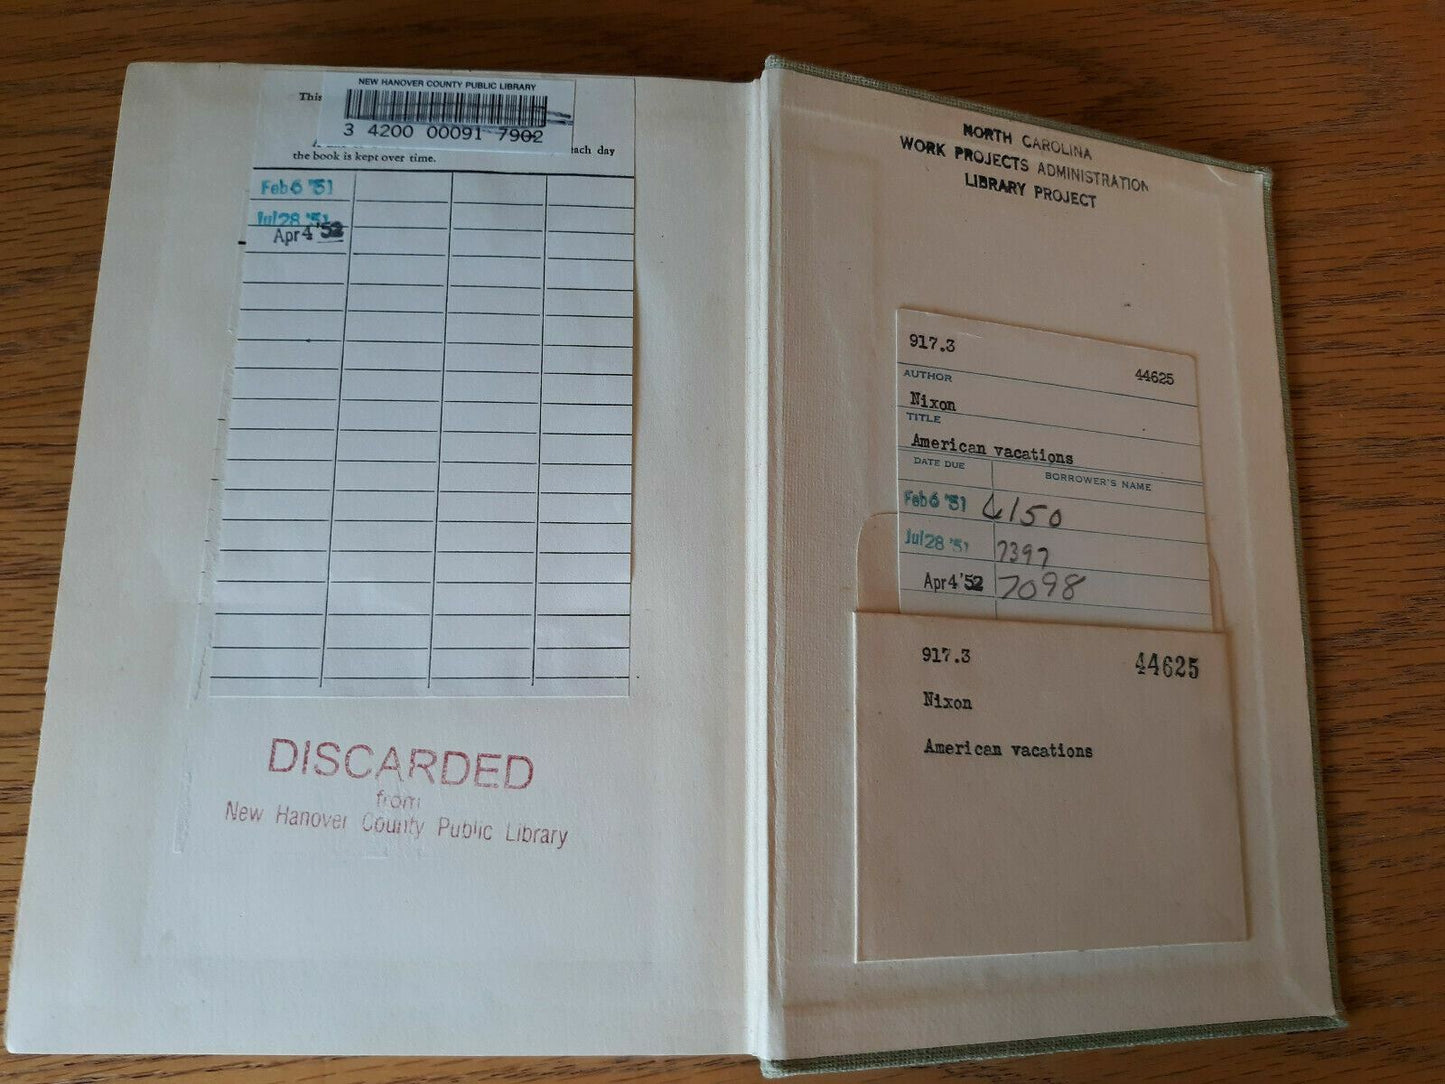 NEW HANOVER COUNTY PUBLIC LIBRARY
This
3 4200 00091 7902
each day
the book is kept over time.
Feb 6 '51
Jul 28 '51
Apr 4 '52
DISCARDED
from
New Hanover County Public Library
NORTH CAROLINA
WORK PROJECTS ADMINISTRATION
LIBRARY PROJECT
917.3
44625
AUTHOR
Nixon
TITLE
American vacations
DATE DUE BORROWER'S NAME
Feb 6 '51 6150
Jul 28 '51 7397
Apr 4 '52 7098
917.3 44625
Nixon
American vacations